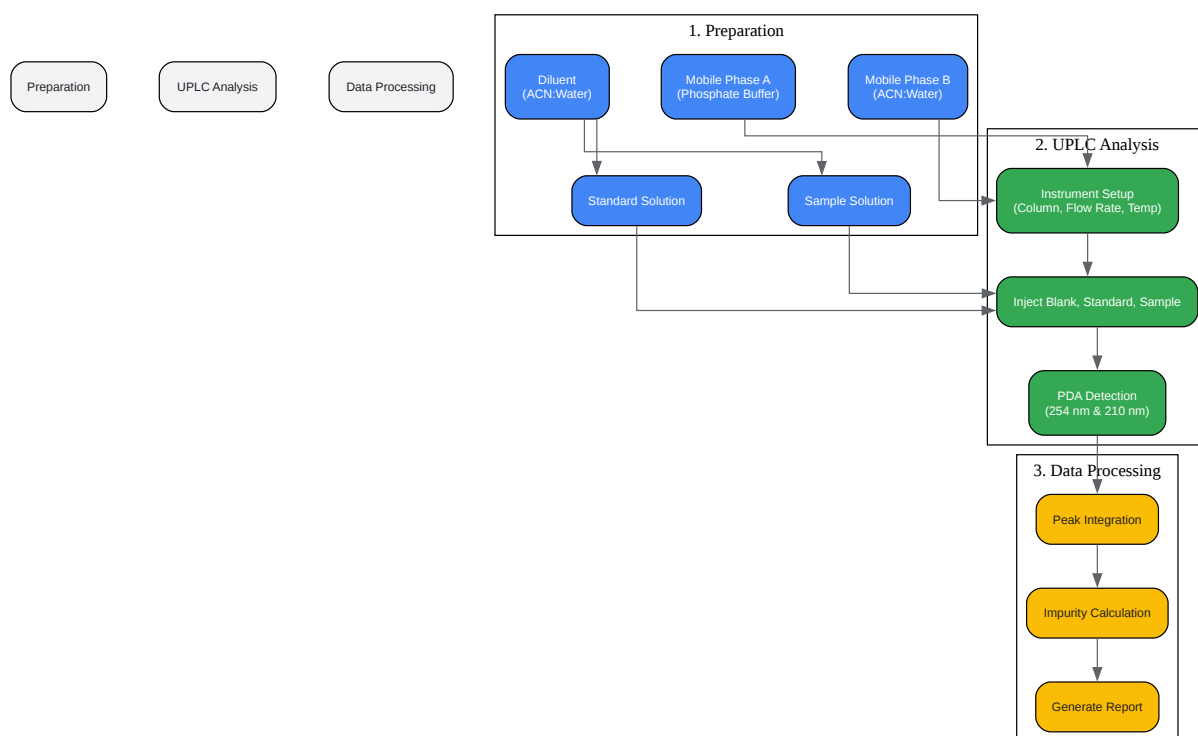 Preparation
UPLC Analysis
Data Processing
1. Preparation
Diluent
(ACN:Water)
Mobile Phase A
(Phosphate Buffer)
Mobile Phase B
(ACN:Water)
Standard Solution
Sample Solution
2. UPLC Analysis
Instrument Setup
(Column, Flow Rate, Temp)
Inject Blank, Standard, Sample
PDA Detection
(254 nm & 210 nm)
3. Data Processing
Peak Integration
Impurity Calculation
Generate Report